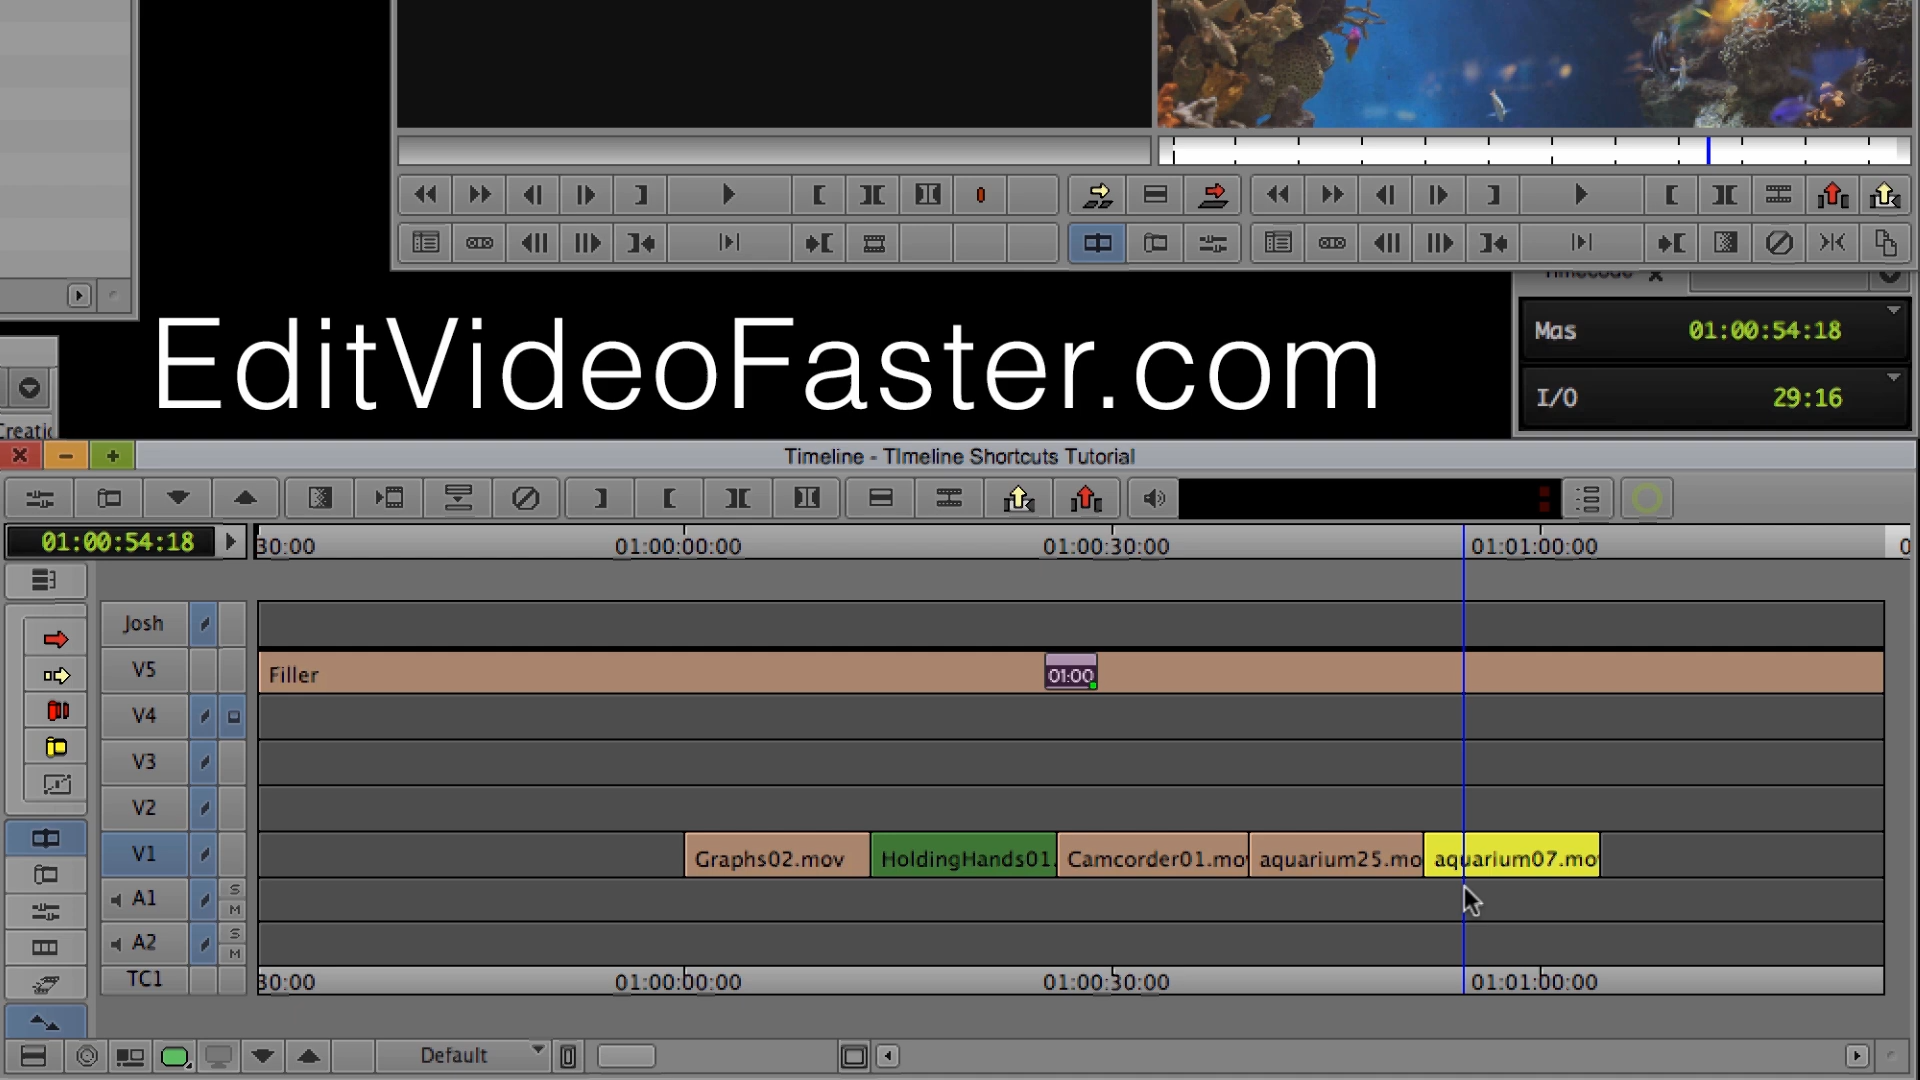 Timecode
Mas 01:00:54:18
I/O 29:16
EditVideoFaster.com
Timeline - TImeline Shortcuts Tutorial
01:00:54:18
30:00 01:00:00:00 01:00:30:00 01:01:00:00 0
Josh
V5 Filler 01:00
V4
V3
V2
V1 Graphs02.mov HoldingHands01. Camcorder01.mo aquarium25.mo aquarium07.mo
A1 S M
A2 S M
TC1 30:00 01:00:00:00 01:00:30:00 01:01:00:00
Default